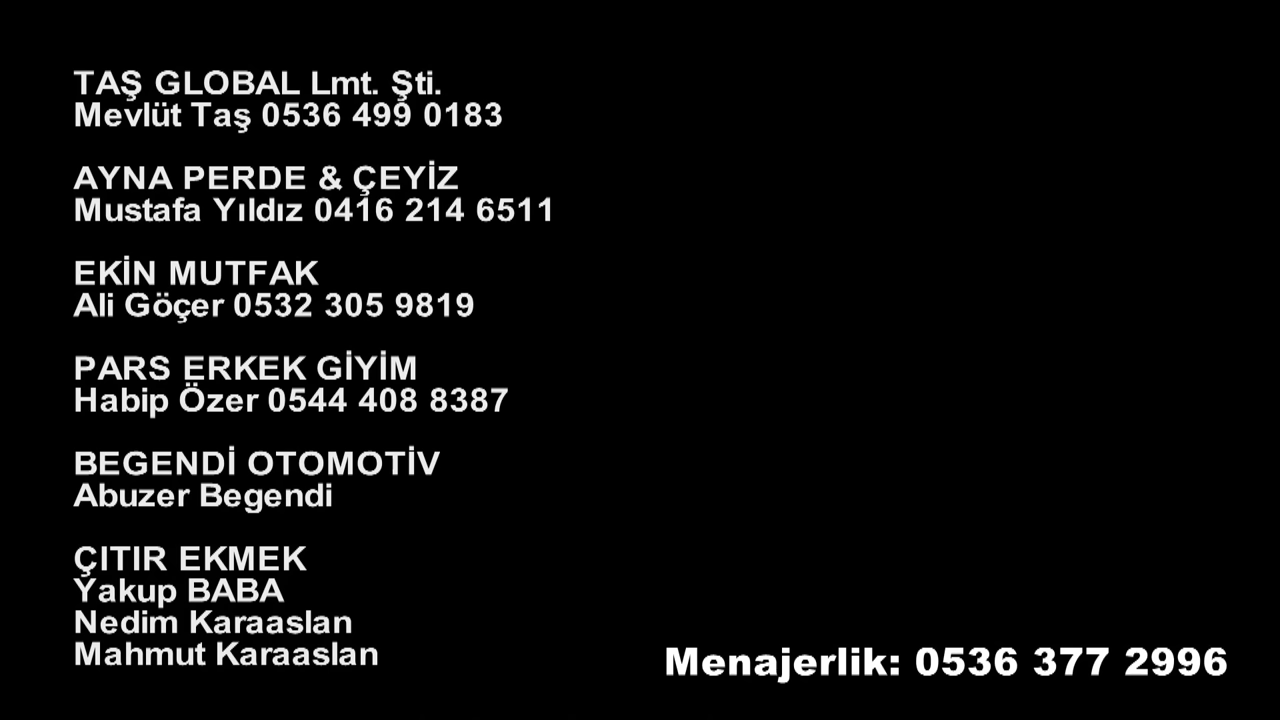 TAŞ GLOBAL Lmt. Şti.
Mevlüt Taş 0536 499 0183
AYNA PERDE & ÇEYİZ
Mustafa Yıldız 0416 214 6511
EKİN MUTFAK
Ali Göçer 0532 305 9819
PARS ERKEK GİYİM
Habip Özer 0544 408 8387
BEGENDİ OTOMOTİV
Abuzer Begendi
ÇITIR EKMEK
Yakup BABA
Nedim Karaaslan
Mahmut Karaaslan
Menajerlik: 0536 377 2996